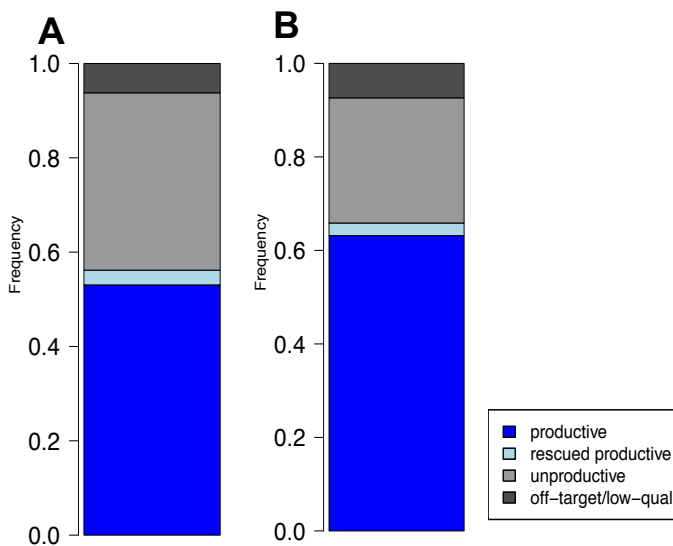 A
1.0
0.8
0.6
0.4
0.2
0.0
Frequency
B
1.0
0.8
0.6
0.4
0.2
0.0
Frequency
productive
rescued productive
unproductive
off-target/low-qual